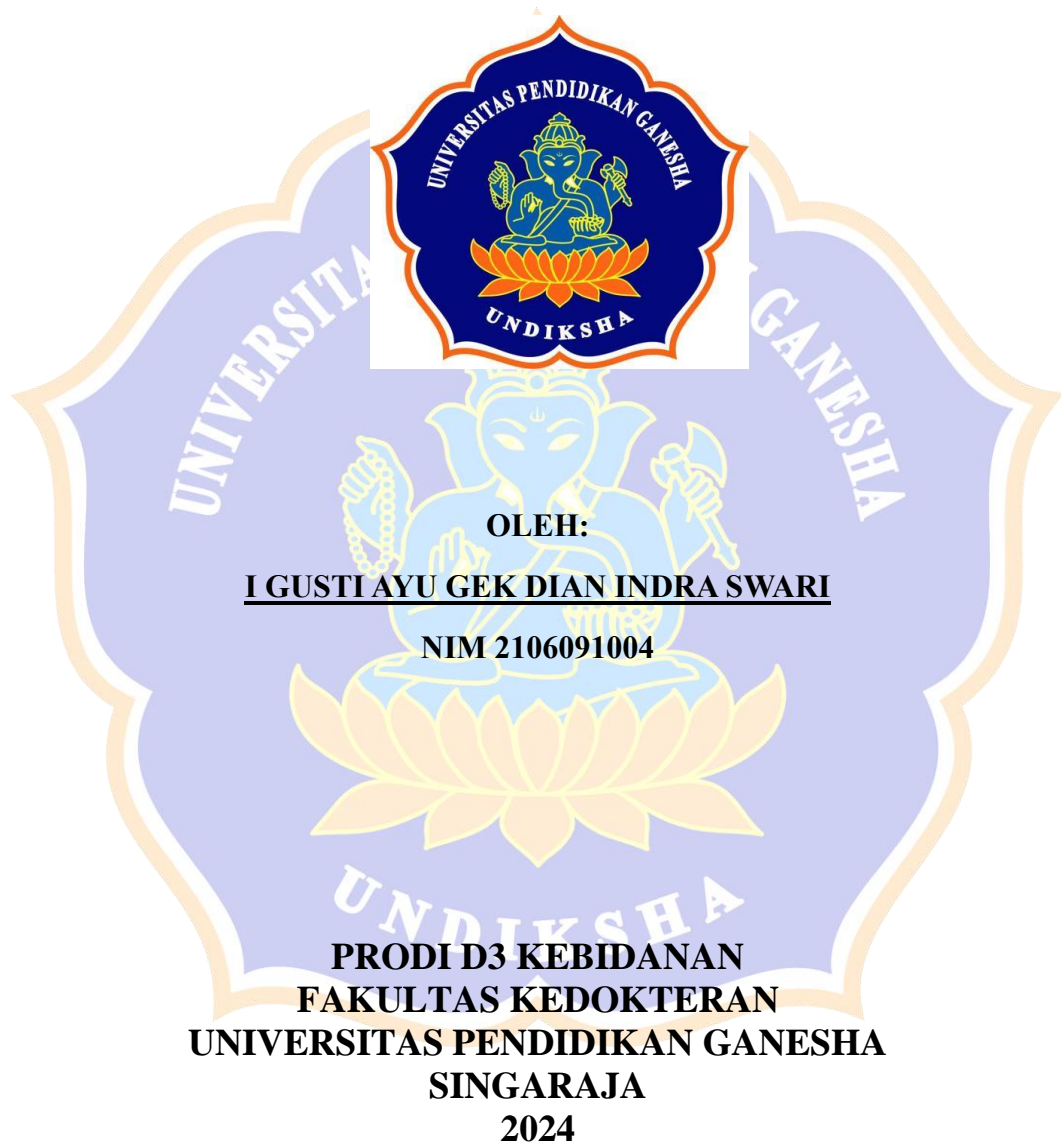 UNIVERSITAS PENDIDIKAN GANESHA
UNDIKSHA
OLEH:
I GUSTI AYU GEK DIAN INDRA SWARI
NIM 2106091004
UNDIKSHA
PRODI D3 KEBIDANAN
FAKULTAS KEDOKTERAN
UNIVERSITAS PENDIDIKAN GANESHA
SINGARAJA
2024